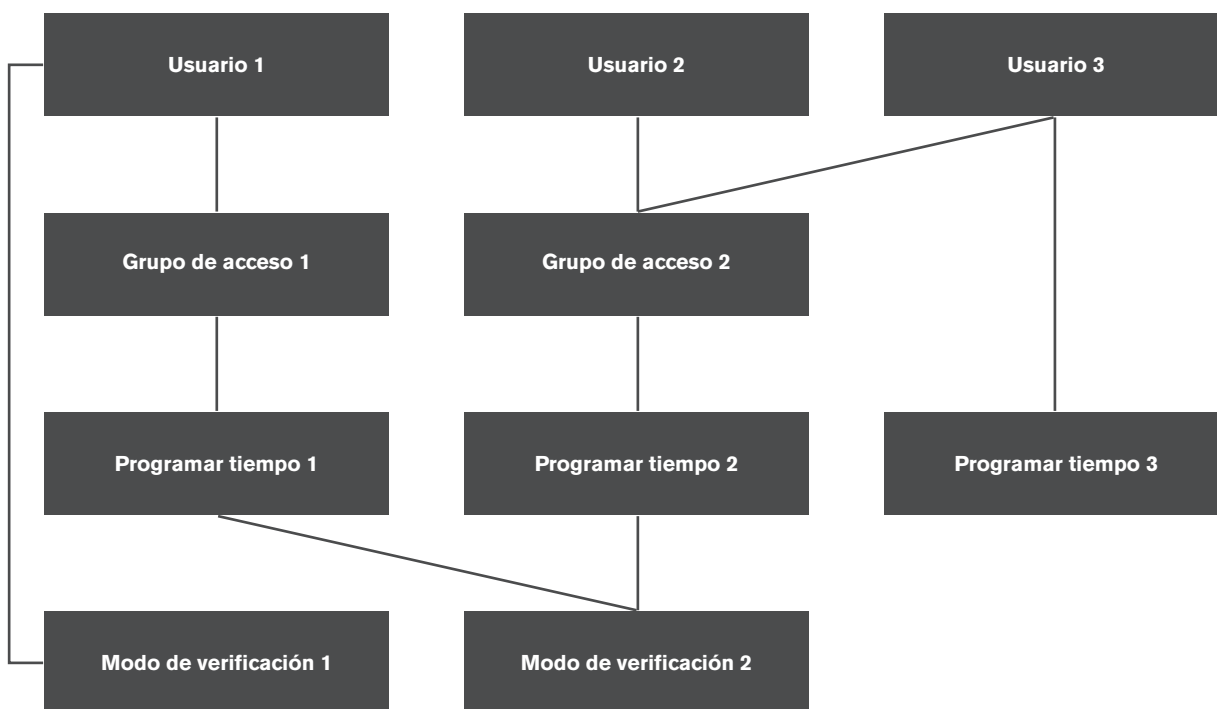 Usuario 1
Usuario 2
Usuario 3
Grupo de acceso 1
Grupo de acceso 2
Programar tiempo 1
Programar tiempo 2
Programar tiempo 3
Modo de verificación 1
Modo de verificación 2